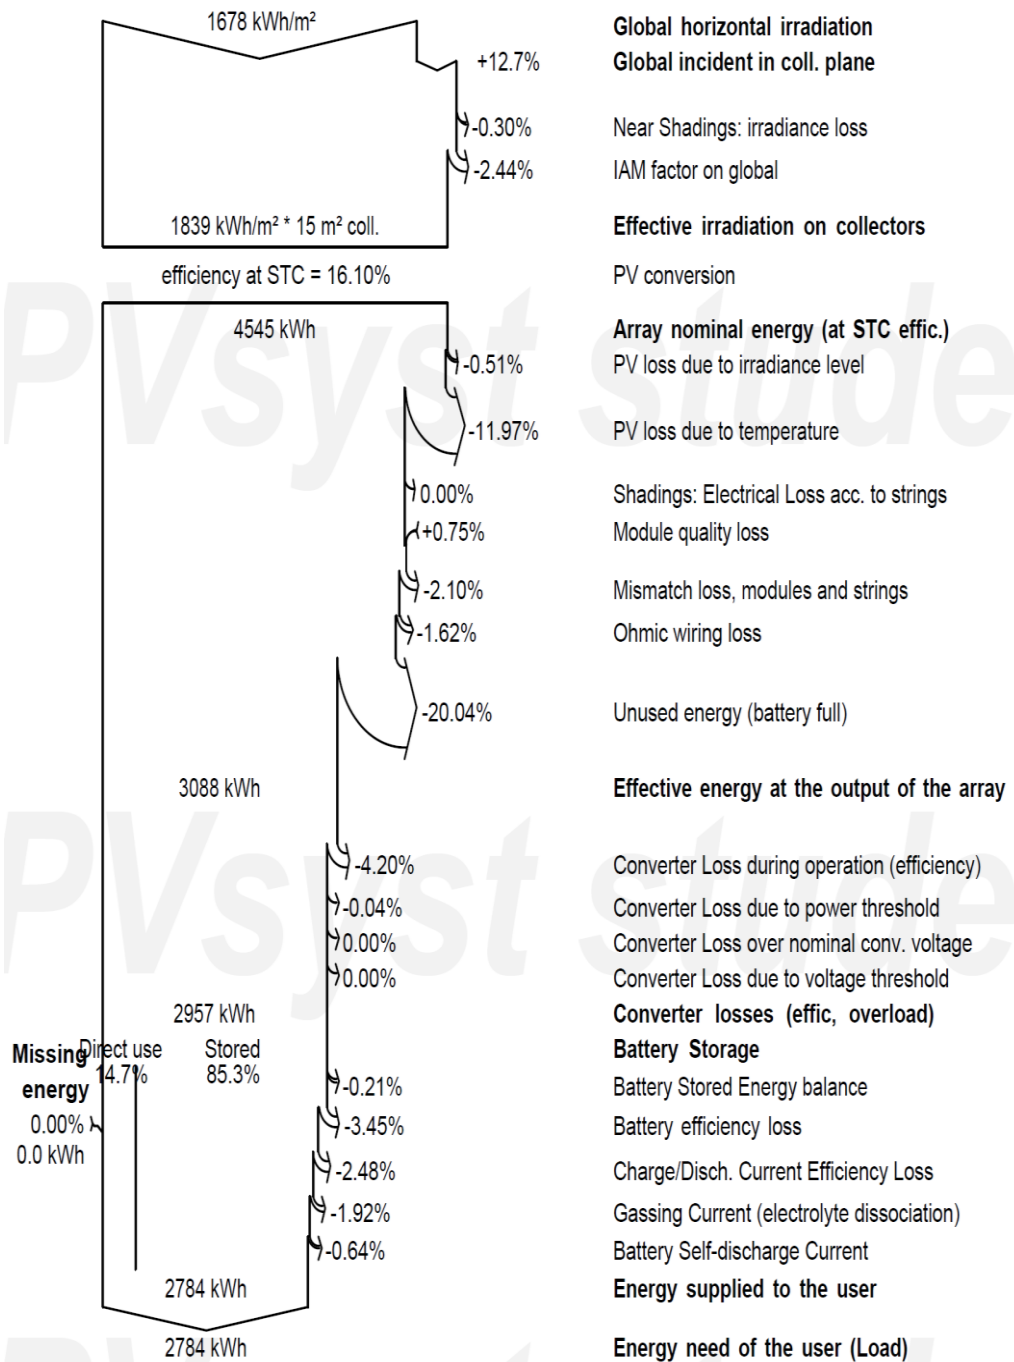 1678 kWh/m² Global horizontal irradiation
+12.7% Global incident in coll. plane
-0.30% Near Shadings: irradiance loss
-2.44% IAM factor on global
1839 kWh/m² * 15 m² coll. Effective irradiation on collectors
efficiency at STC = 16.10% PV conversion
PVsyst stude
4545 kWh Array nominal energy (at STC effic.)
-0.51% PV loss due to irradiance level
-11.97% PV loss due to temperature
0.00% Shadings: Electrical Loss acc. to strings
+0.75% Module quality loss
-2.10% Mismatch loss, modules and strings
-1.62% Ohmic wiring loss
-20.04% Unused energy (battery full)
3088 kWh Effective energy at the output of the array
PVsyst stude
-4.20% Converter Loss during operation (efficiency)
-0.04% Converter Loss due to power threshold
0.00% Converter Loss over nominal conv. voltage
0.00% Converter Loss due to voltage threshold
2957 kWh Converter losses (effic, overload)
Missing Direct use Stored Battery Storage
energy 14.7% 85.3%
-0.21% Battery Stored Energy balance
0.00% -3.45% Battery efficiency loss
0.0 kWh
-2.48% Charge/Disch. Current Efficiency Loss
-1.92% Gassing Current (electrolyte dissociation)
-0.64% Battery Self-discharge Current
2784 kWh Energy supplied to the user
2784 kWh Energy need of the user (Load)